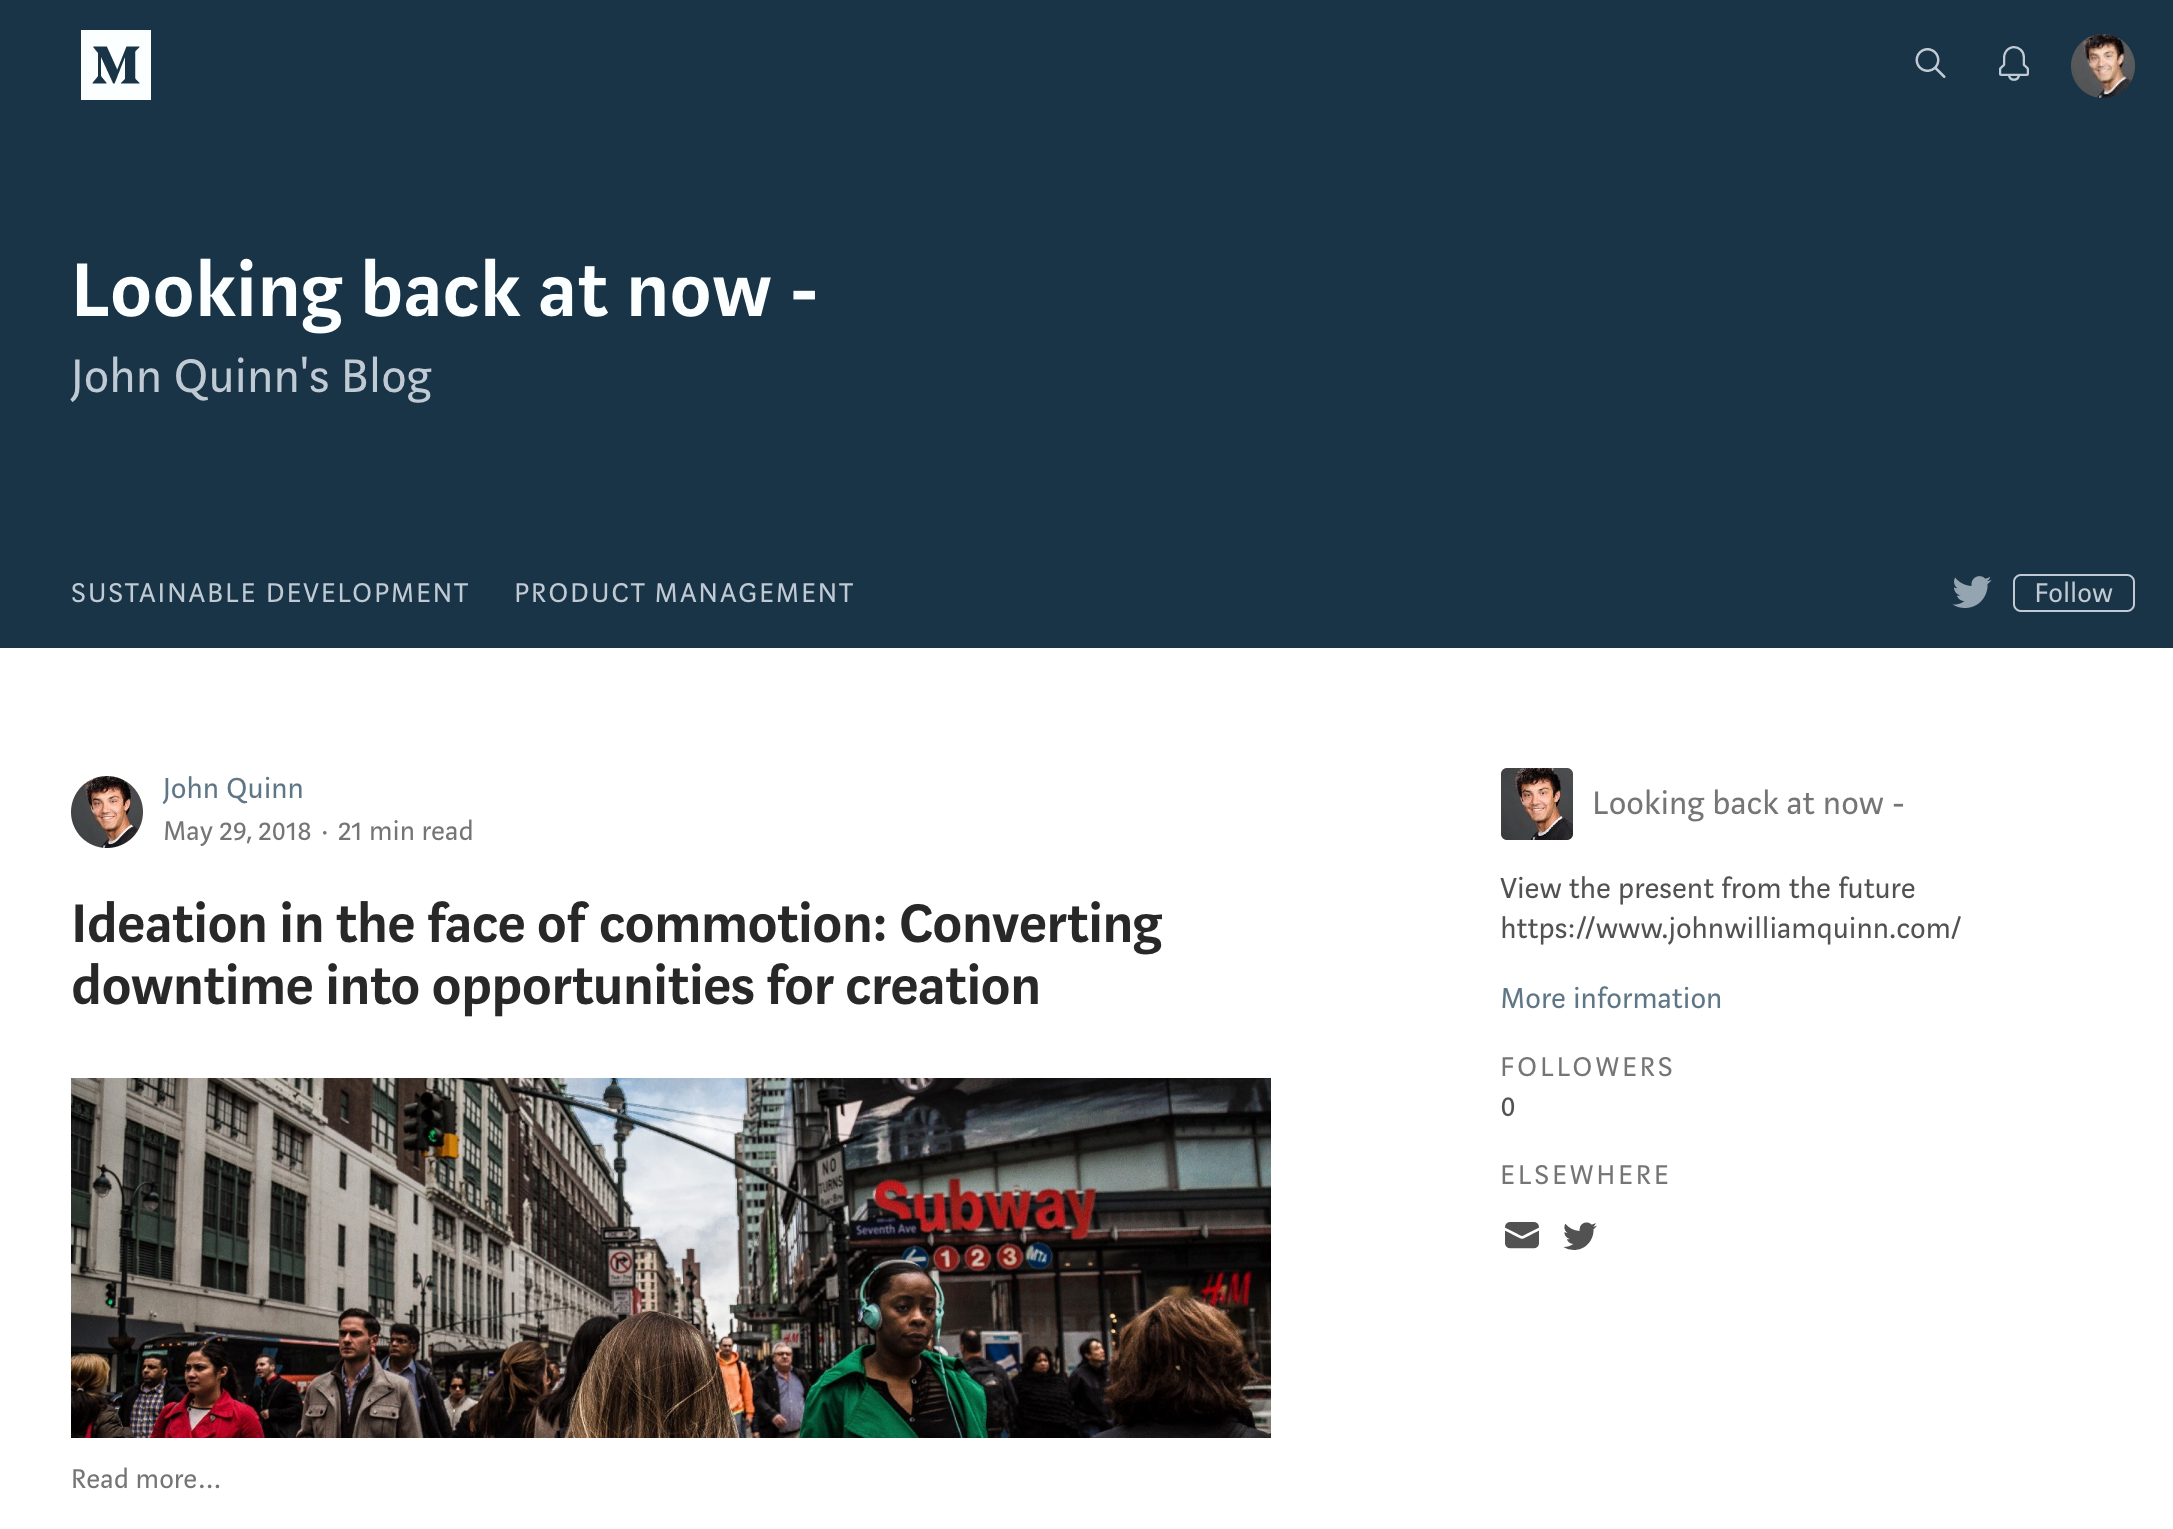 M
Looking back at now -
John Quinn's Blog
SUSTAINABLE DEVELOPMENT PRODUCT MANAGEMENT
Follow
John Quinn
May 29, 2018 · 21 min read
Ideation in the face of commotion: Converting
downtime into opportunities for creation
NO
TURNS
Subway
Seventh Ave
1 2 3 MTA
H&M
H&M
Read more...
Looking back at now -
View the present from the future
https://www.johnwilliamquinn.com/
More information
FOLLOWERS
0
ELSEWHERE